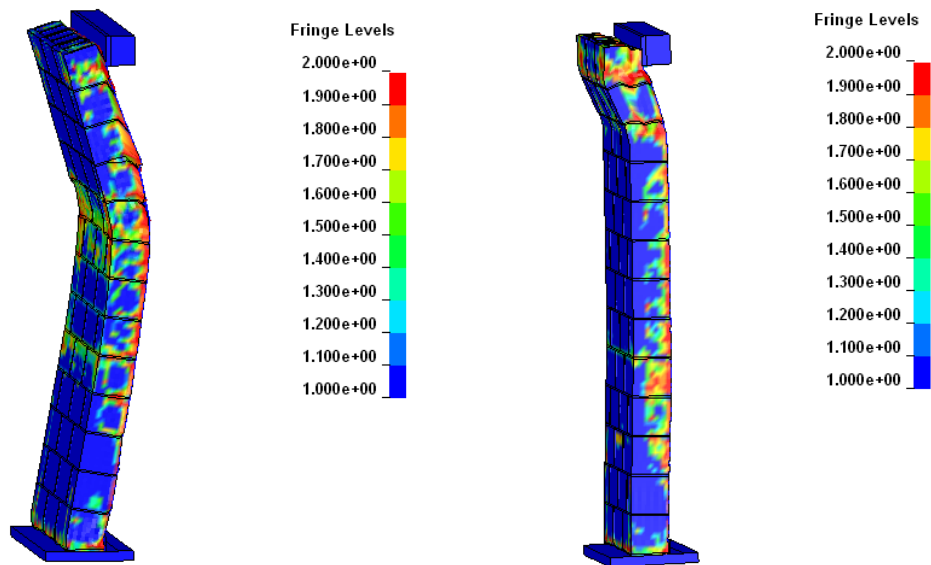 Fringe Levels
2.000e+00
1.900e+00
1.800e+00
1.700e+00
1.600e+00
1.500e+00
1.400e+00
1.300e+00
1.200e+00
1.100e+00
1.000e+00
Fringe Levels
2.000e+00
1.900e+00
1.800e+00
1.700e+00
1.600e+00
1.500e+00
1.400e+00
1.300e+00
1.200e+00
1.100e+00
1.000e+00